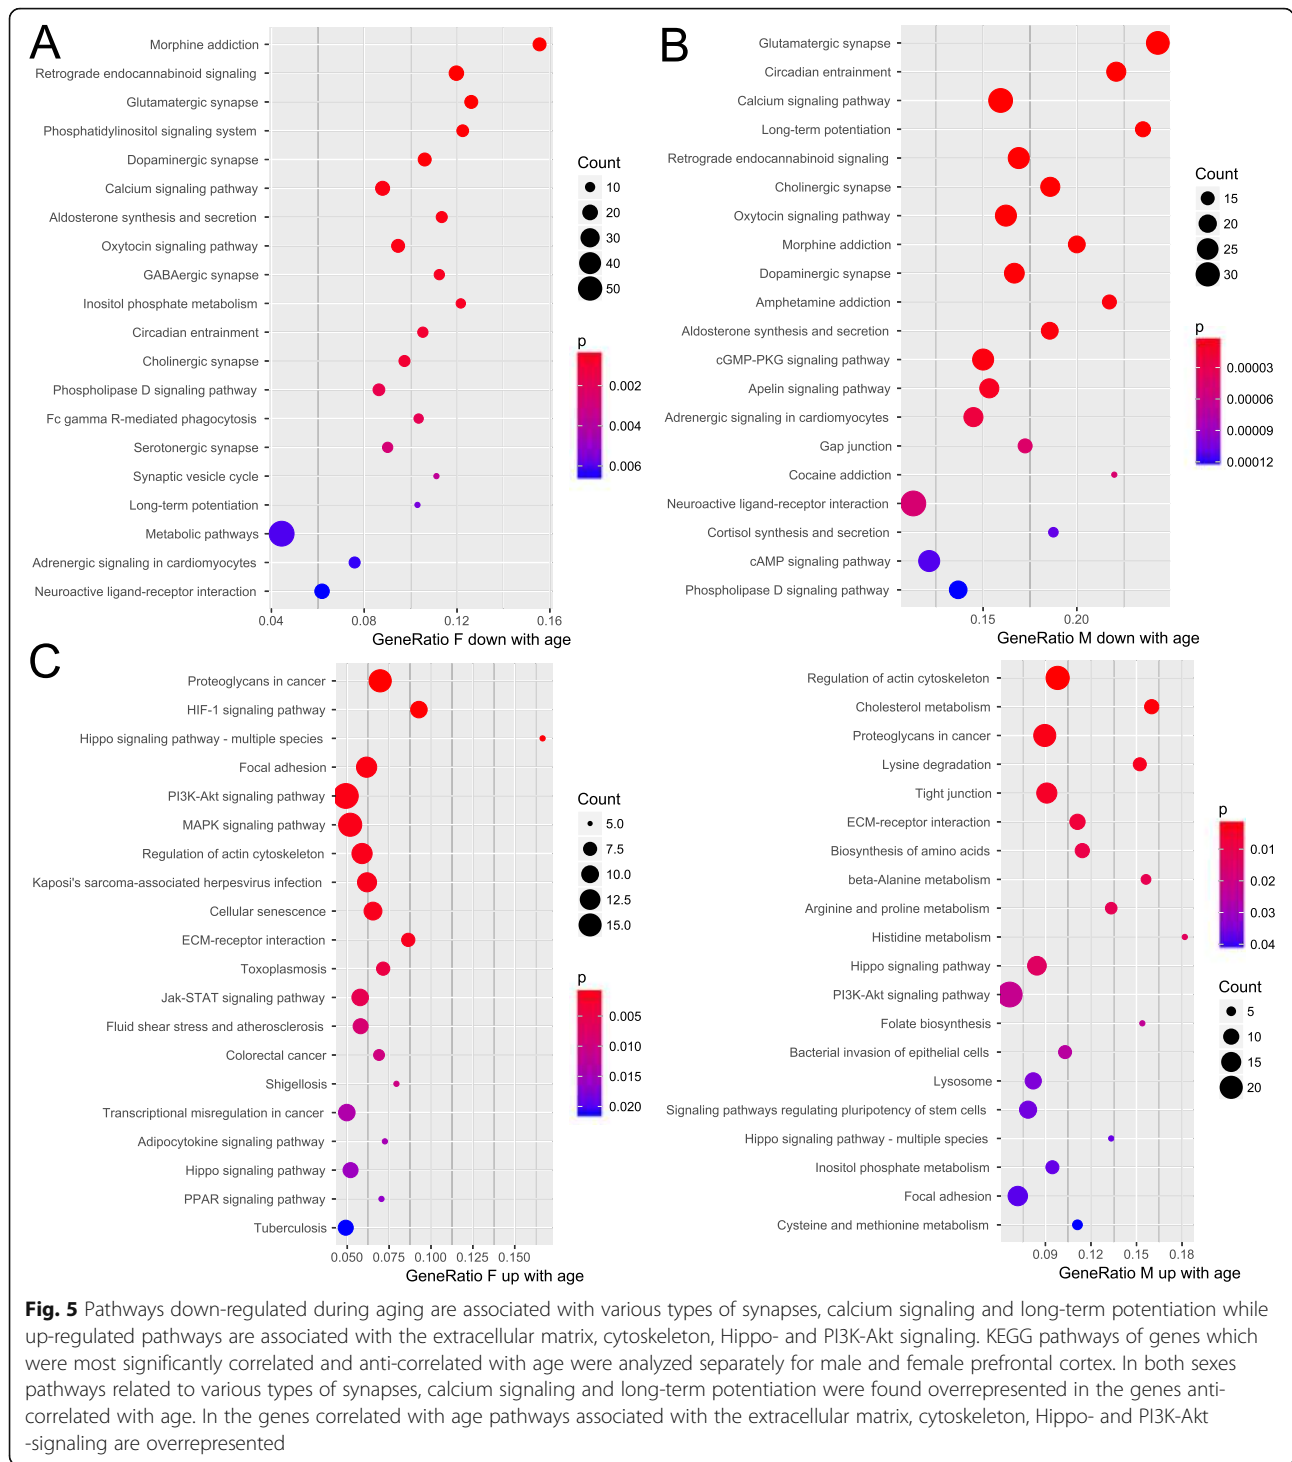 A
Morphine addiction
Retrograde endocannabinoid signaling
Glutamatergic synapse
Phosphatidylinositol signaling system
Dopaminergic synapse
Calcium signaling pathway
Aldosterone synthesis and secretion
Oxytocin signaling pathway
GABAergic synapse
Inositol phosphate metabolism
Circadian entrainment
Cholinergic synapse
Phospholipase D signaling pathway
Fc gamma R-mediated phagocytosis
Serotonergic synapse
Synaptic vesicle cycle
Long-term potentiation
Metabolic pathways
Adrenergic signaling in cardiomyocytes
Neuroactive ligand-receptor interaction
0.04 0.08 0.12 0.16
GeneRatio F down with age
Count
10
20
30
40
50
p
0.002
0.004
0.006
B
Glutamatergic synapse
Circadian entrainment
Calcium signaling pathway
Long-term potentiation
Retrograde endocannabinoid signaling
Cholinergic synapse
Oxytocin signaling pathway
Morphine addiction
Dopaminergic synapse
Amphetamine addiction
Aldosterone synthesis and secretion
cGMP-PKG signaling pathway
Apelin signaling pathway
Adrenergic signaling in cardiomyocytes
Gap junction
Cocaine addiction
Neuroactive ligand-receptor interaction
Cortisol synthesis and secretion
cAMP signaling pathway
Phospholipase D signaling pathway
0.15 0.20
GeneRatio M down with age
Count
15
20
25
30
p
0.00003
0.00006
0.00009
0.00012
C
Proteoglycans in cancer
HIF-1 signaling pathway
Hippo signaling pathway - multiple species
Focal adhesion
PI3K-Akt signaling pathway
MAPK signaling pathway
Regulation of actin cytoskeleton
Kaposi's sarcoma-associated herpesvirus infection
Cellular senescence
ECM-receptor interaction
Toxoplasmosis
Jak-STAT signaling pathway
Fluid shear stress and atherosclerosis
Colorectal cancer
Shigellosis
Transcriptional misregulation in cancer
Adipocytokine signaling pathway
Hippo signaling pathway
PPAR signaling pathway
Tuberculosis
0.050 0.075 0.100 0.125 0.150
GeneRatio F up with age
Count
5.0
7.5
10.0
12.5
15.0
p
0.005
0.010
0.015
0.020
Regulation of actin cytoskeleton
Cholesterol metabolism
Proteoglycans in cancer
Lysine degradation
Tight junction
ECM-receptor interaction
Biosynthesis of amino acids
beta-Alanine metabolism
Arginine and proline metabolism
Histidine metabolism
Hippo signaling pathway
PI3K-Akt signaling pathway
Folate biosynthesis
Bacterial invasion of epithelial cells
Lysosome
Signaling pathways regulating pluripotency of stem cells
Hippo signaling pathway - multiple species
Inositol phosphate metabolism
Focal adhesion
Cysteine and methionine metabolism
0.09 0.12 0.15 0.18
GeneRatio M up with age
p
0.01
0.02
0.03
0.04
Count
5
10
15
20
Fig. 5 Pathways down-regulated during aging are associated with various types of synapses, calcium signaling and long-term potentiation while
up-regulated pathways are associated with the extracellular matrix, cytoskeleton, Hippo- and PI3K-Akt signaling. KEGG pathways of genes which
were most significantly correlated and anti-correlated with age were analyzed separately for male and female prefrontal cortex. In both sexes
pathways related to various types of synapses, calcium signaling and long-term potentiation were found overrepresented in the genes anti-
correlated with age. In the genes correlated with age pathways associated with the extracellular matrix, cytoskeleton, Hippo- and PI3K-Akt
-signaling are overrepresented